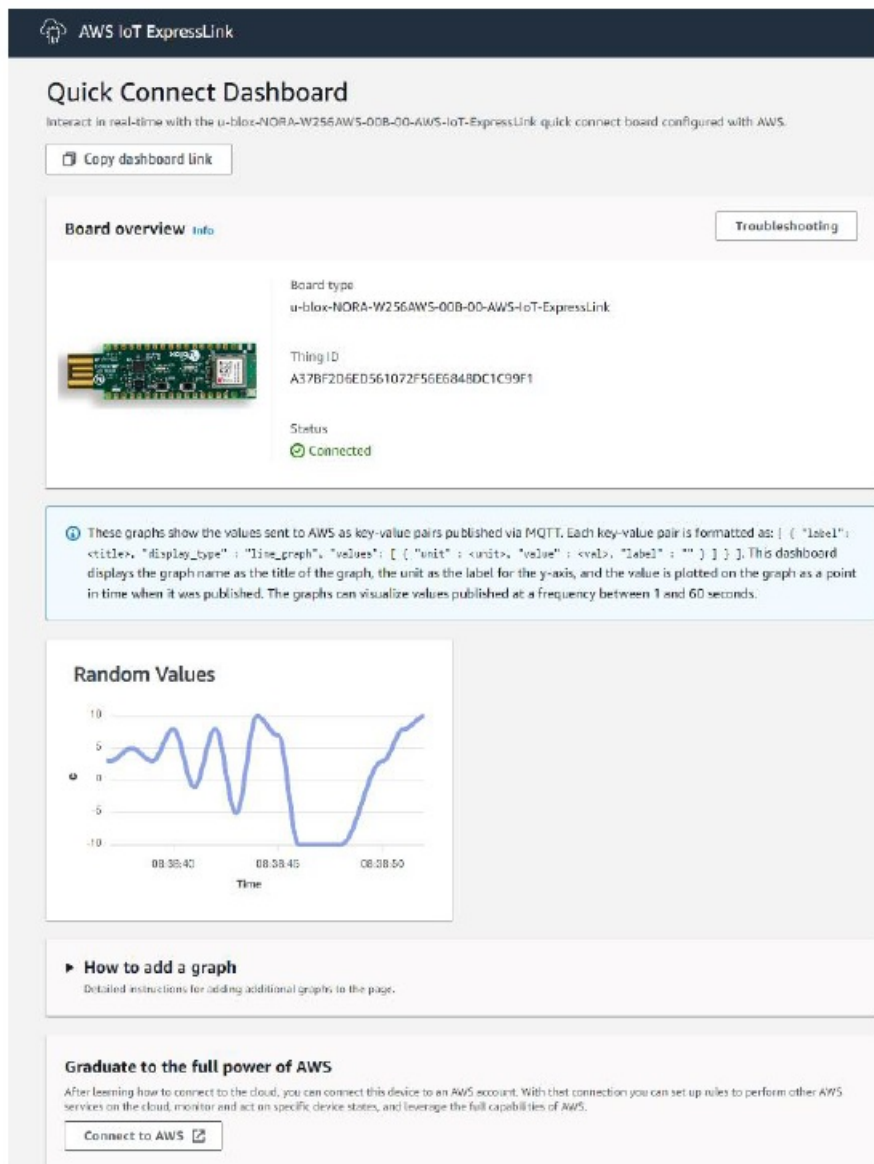 AWS IoT ExpressLink
Quick Connect Dashboard
Interact in real-time with the u-blox-NORA-W256AWS-00B-00-AWS-IoT-ExpressLink quick connect board configured with AWS.
Copy dashboard link
Board overview Info
Troubleshooting
Board type
u-blox-NORA-W256AWS-00B-00-AWS-IoT-ExpressLink
Thing ID
A37BF2D6ED561072F56E6848DC1C99F1
Status
Connected
These graphs show the values sent to AWS as key-value pairs published via MQTT. Each key-value pair is formatted as: [ { "label":
<title>, "display_type" : "line_graph", "values": [ { "unit" : <unit>, "value" : <val>, "label" : "" } ] } ]. This dashboard
displays the graph name as the title of the graph, the unit as the label for the y-axis, and the value is plotted on the graph as a point
in time when it was published. The graphs can visualize values published at a frequency between 1 and 60 seconds.
Random Values
10
5
0
-5
-10
08:38:40 08:38:45 08:38:50
Time
How to add a graph
Detailed instructions for adding additional graphs to the page.
Graduate to the full power of AWS
After learning how to connect to the cloud, you can connect this device to an AWS account. With that connection you can set up rules to perform other AWS
services on the cloud, monitor and act on specific device states, and leverage the full capabilities of AWS.
Connect to AWS